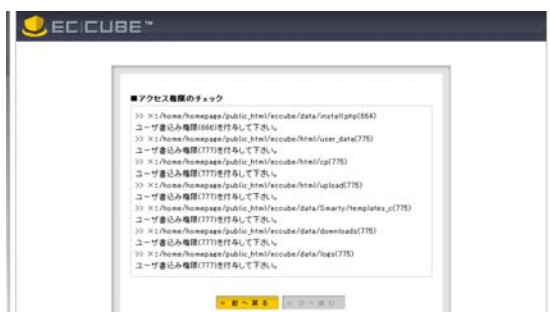 EC CUBE™
■アクセス権限のチェック
>> ×:/home/homepage/public_html/eccube/data/install.php(664)
ユーザ書込み権限(666)を付与して下さい。
>> ×:/home/homepage/public_html/eccube/html/user_data(775)
ユーザ書込み権限(777)を付与して下さい。
>> ×:/home/homepage/public_html/eccube/html/cp(775)
ユーザ書込み権限(777)を付与して下さい。
>> ×:/home/homepage/public_html/eccube/html/upload(775)
ユーザ書込み権限(777)を付与して下さい。
>> ×:/home/homepage/public_html/eccube/data/Smarty/templates_c(775)
ユーザ書込み権限(777)を付与して下さい。
>> ×:/home/homepage/public_html/eccube/data/downloads(775)
ユーザ書込み権限(777)を付与して下さい。
>> ×:/home/homepage/public_html/eccube/data/logs(775)
ユーザ書込み権限(777)を付与して下さい。
前へ戻る 次へ進む